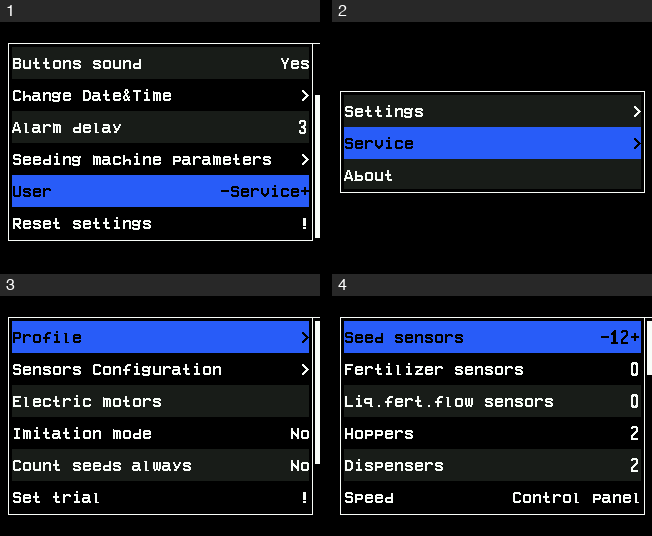 1
Buttons sound Yes
Change Date&Time >
Alarm delay 3
Seeding machine parameters >
User -Service+
Reset settings !
2
Settings >
Service >
About
3
Profile >
Sensors Configuration >
Electric motors
Imitation mode No
Count seeds always No
Set trial !
4
Seed sensors -12+
Fertilizer sensors 0
Liq.fert.flow sensors 0
Hoppers 2
Dispensers 2
Speed Control panel